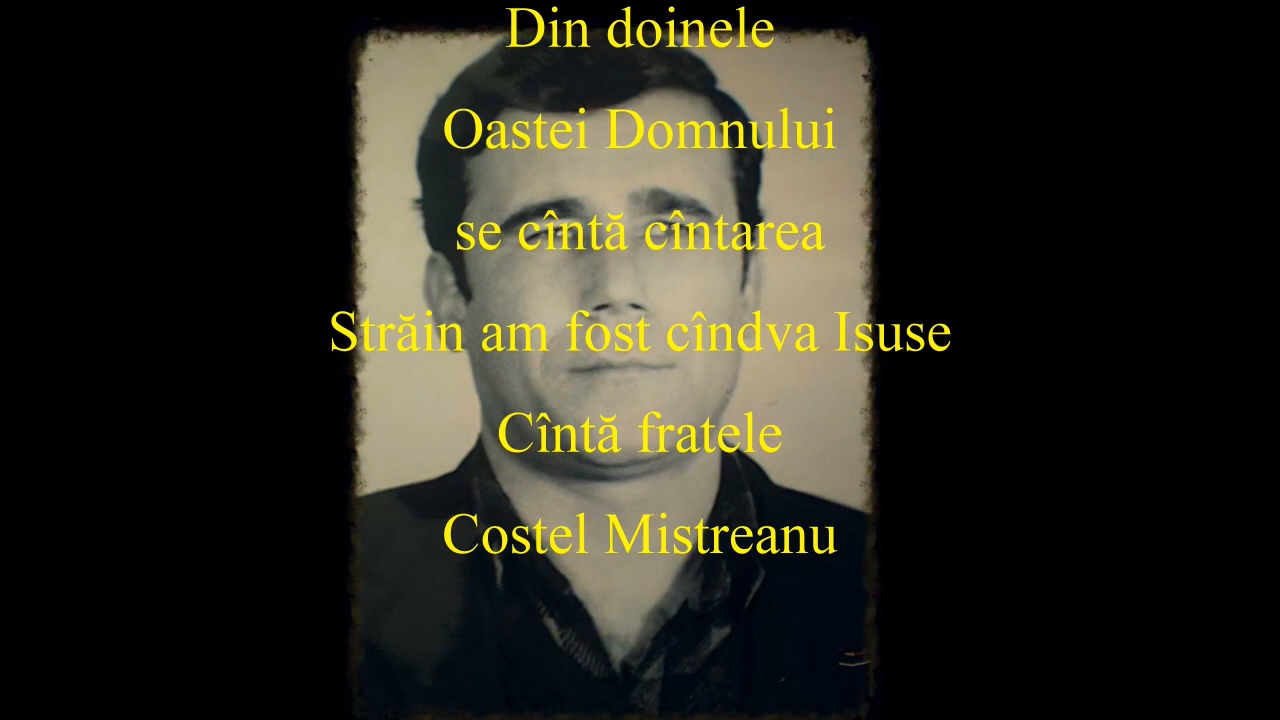 Din doinele
Oastei Domnului
se cîntă cîntarea
Străin am fost cîndva Isuse
Cîntă fratele
Costel Mistreanu